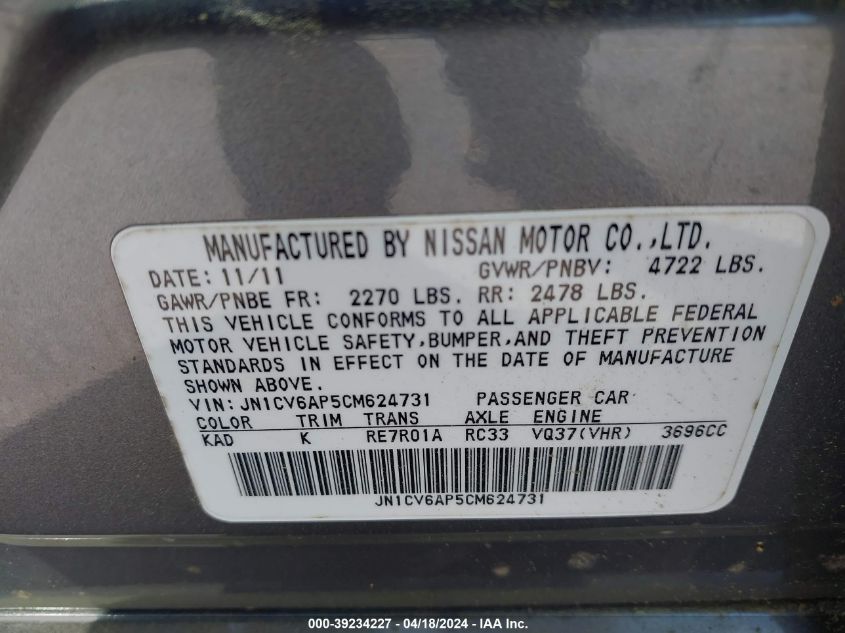 MANUFACTURED BY NISSAN MOTOR CO.,LTD.
DATE: 11/11 GVWR/PNBV: 4722 LBS.
GAWR/PNBE FR: 2270 LBS. RR: 2478 LBS.
THIS VEHICLE CONFORMS TO ALL APPLICABLE FEDERAL
MOTOR VEHICLE SAFETY,BUMPER,AND THEFT PREVENTION
STANDARDS IN EFFECT ON THE DATE OF MANUFACTURE
SHOWN ABOVE.
VIN:JN1CV6AP5CM624731 PASSENGER CAR
COLOR TRIM TRANS AXLE ENGINE
KAD K RE7R01A RC33 VQ37(VHR) 3696CC
JN1CV6AP5CM624731
000-39234227 - 04/18/2024 - IAA Inc.